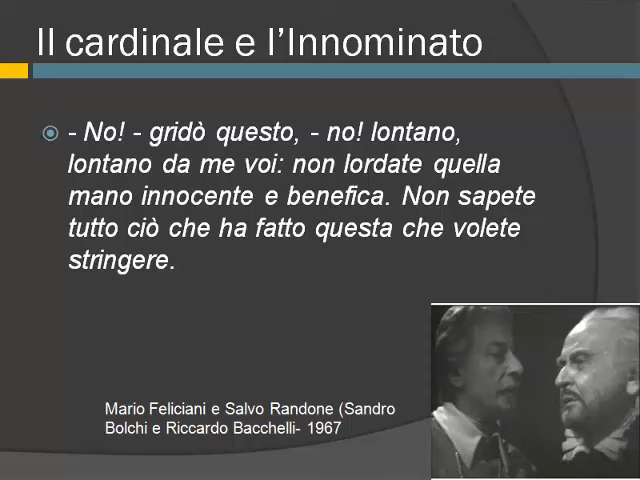 Il cardinale e l’Innominato
- No! - gridò questo, - no! lontano,
lontano da me voi: non lordate quella
mano innocente e benefica. Non sapete
tutto ciò che ha fatto questa che volete
stringere.
Mario Feliciani e Salvo Randone (Sandro
Bolchi e Riccardo Bacchelli- 1967